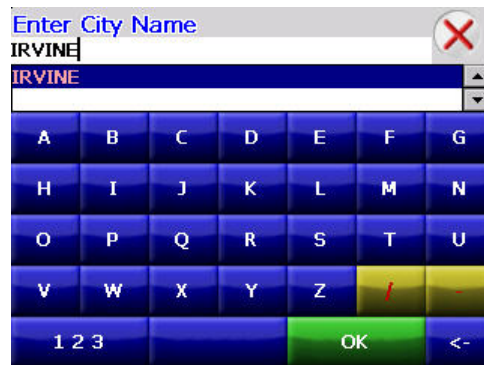 Enter City Name
IRVINE
IRVINE
A B C D E F G
H I J K L M N
O P Q R S T U
V W X Y Z / -
1 2 3 OK <-